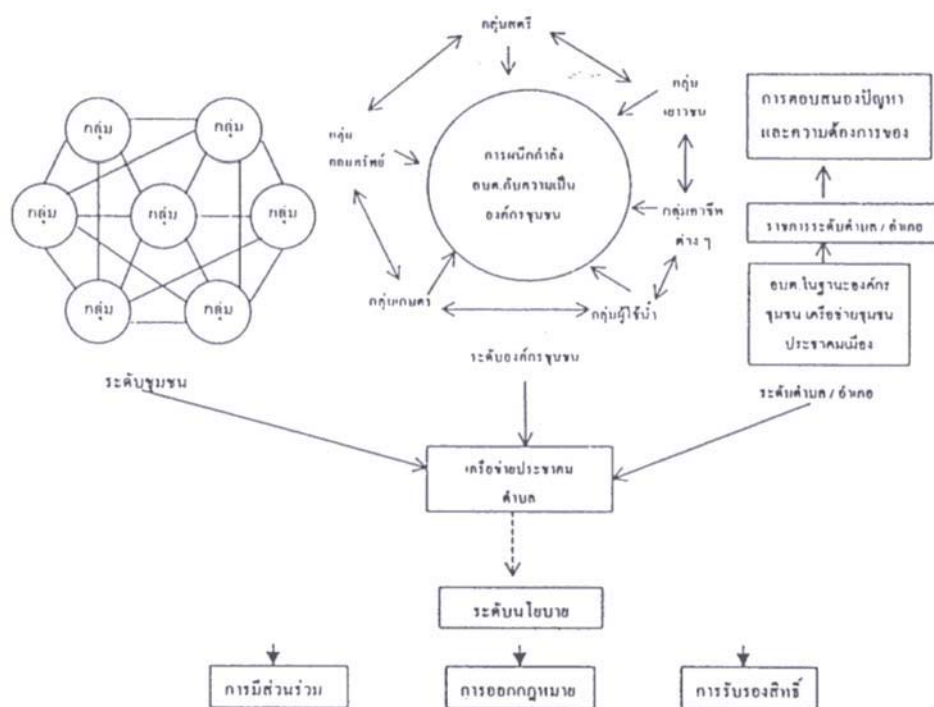 กลุ่ม
กลุ่ม
กลุ่ม
กลุ่ม
กลุ่ม
กลุ่ม
กลุ่ม
ระดับชุมชน
กลุ่มสตรี
กลุ่ม
เยาวชน
กลุ่ม
ออมทรัพย์
การผนึกกำลัง
อบต.กับความเป็น
องค์กรชุมชน
กลุ่มอาชีพ
ต่าง ๆ
กลุ่มเกษตร
กลุ่มผู้ใช้น้ำ
ระดับองค์กรชุมชน
การตอบสนองปัญหา
และความต้องการของ
ราชการระดับตำบล / อำเภอ
อบต.ในฐานะองค์กร
ชุมชน เครือข่ายชุมชน
ประชาคมเมือง
ระดับตำบล / อำเภอ
เครือข่ายประชาคม
ตำบล
ระดับนโยบาย
การมีส่วนร่วม
การออกกฎหมาย
การรับรองสิทธิ์